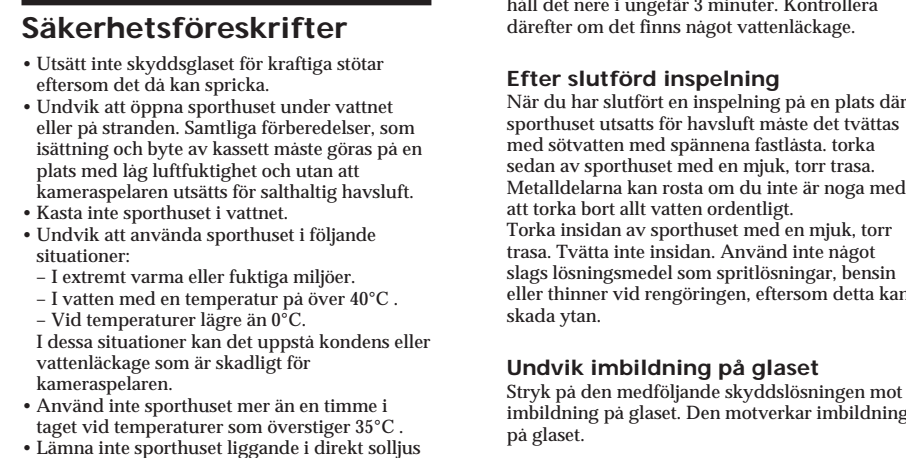 Säkerhetsföreskrifter
• Utsätt inte skyddsglaset för kraftiga stötar
eftersom det då kan spricka.
• Undvik att öppna sporthuset under vattnet
eller på stranden. Samtliga förberedelser, som
isättning och byte av kassett måste göras på en
plats med låg luftfuktighet och utan att
kameraspelaren utsätts för salthaltig havsluft.
• Kasta inte sporthuset i vattnet.
• Undvik att använda sporthuset i följande
situationer:
– I extremt varma eller fuktiga miljöer.
– I vatten med en temperatur på över 40°C .
– Vid temperaturer lägre än 0°C.
I dessa situationer kan det uppstå kondens eller
vattenläckage som är skadligt för
kameraspelaren.
• Använd inte sporthuset mer än en timme i
taget vid temperaturer som överstiger 35°C .
• Lämna inte sporthuset liggande i direkt solljus
håll det nere i ungefär 3 minuter. Kontrollera
därefter om det finns något vattenläckage.
Efter slutförd inspelning
När du har slutfört en inspelning på en plats där
sporthuset utsatts för havsluft måste det tvättas
med sötvatten med spännena fastlåsta. torka
sedan av sporthuset med en mjuk, torr trasa.
Metalldelarna kan rosta om du inte är noga med
att torka bort allt vatten ordentligt.
Torka insidan av sporthuset med en mjuk, torr
trasa. Tvätta inte insidan. Använd inte något
slags lösningsmedel som spritlösningar, bensin
eller thinner vid rengöringen, eftersom detta kan
skada ytan.
Undvik imbildning på glaset
Stryk på den medföljande skyddslösningen mot
imbildning på glaset. Den motverkar imbildning
på glaset.